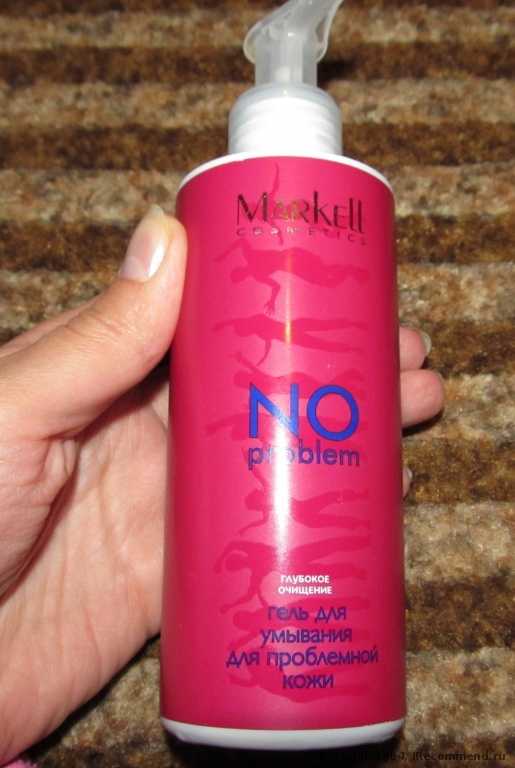 MARKELL
COSMETICS
NO
problem
ГЛУБОКОЕ
ОЧИЩЕНИЕ
гель для
умывания
для проблемной
кожи
IRecommend.ru